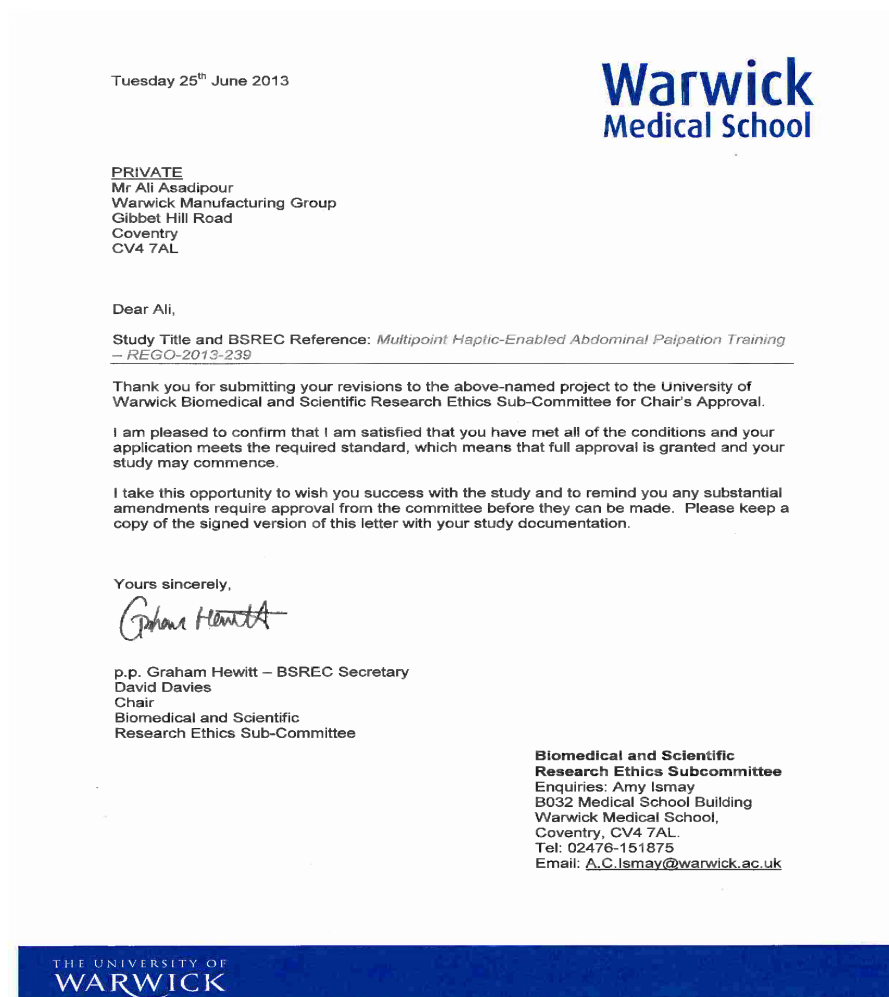 Tuesday 25th June 2013
Warwick
Medical School
PRIVATE
Mr Ali Asadipour
Warwick Manufacturing Group
Gibbet Hill Road
Coventry
CV4 7AL
Dear Ali,
Study Title and BSREC Reference: Multipoint Haptic-Enabled Abdominal Palpation Training
– REGO-2013-239
Thank you for submitting your revisions to the above-named project to the University of
Warwick Biomedical and Scientific Research Ethics Sub-Committee for Chair's Approval.
I am pleased to confirm that I am satisfied that you have met all of the conditions and your
application meets the required standard, which means that full approval is granted and your
study may commence.
I take this opportunity to wish you success with the study and to remind you any substantial
amendments require approval from the committee before they can be made. Please keep a
copy of the signed version of this letter with your study documentation.
Yours sincerely,
Graham Hewitt
p.p. Graham Hewitt – BSREC Secretary
David Davies
Chair
Biomedical and Scientific
Research Ethics Sub-Committee
Biomedical and Scientific
Research Ethics Subcommittee
Enquiries: Amy Ismay
B032 Medical School Building
Warwick Medical School,
Coventry, CV4 7AL.
Tel: 02476-151875
Email: A.C.Ismay@warwick.ac.uk
THE UNIVERSITY OF
WARWICK